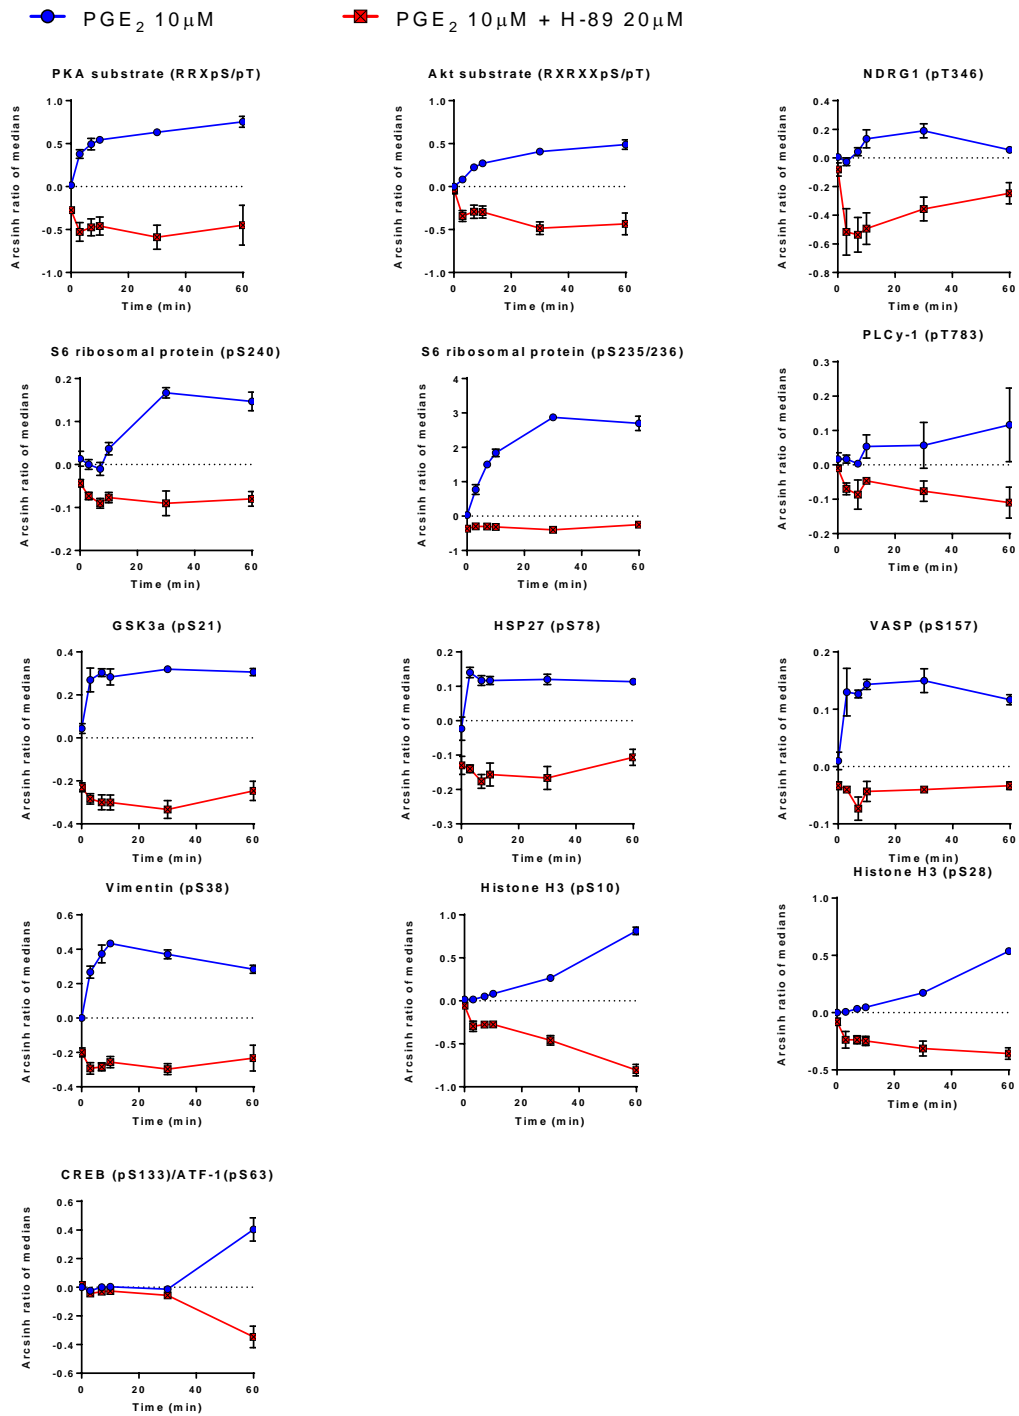 PGE2 10μM
PGE2 10μM + H-89 20μM
PKA substrate (RRXpS/pT)
Arcsinh ratio of medians
1.0
0.5
0.0
-0.5
-1.0
0 20 40 60
Time (min)
Akt substrate (RXRXXpS/pT)
Arcsinh ratio of medians
1.0
0.5
0.0
-0.5
-1.0
0 20 40 60
Time (min)
NDRG1 (pT346)
Arcsinh ratio of medians
0.4
0.2
0.0
-0.2
-0.4
-0.6
-0.8
0 20 40 60
Time (min)
S6 ribosomal protein (pS240)
Arcsinh ratio of medians
0.2
0.1
0.0
-0.1
-0.2
0 20 40 60
Time (min)
S6 ribosomal protein (pS235/236)
Arcsinh ratio of medians
4
3
2
1
0
-1
0 20 40 60
Time (min)
PLCy-1 (pT783)
Arcsinh ratio of medians
0.3
0.2
0.1
0.0
-0.1
-0.2
0 20 40 60
Time (min)
GSK3a (pS21)
Arcsinh ratio of medians
0.4
0.2
0.0
-0.2
-0.4
0 20 40 60
Time (min)
HSP27 (pS78)
Arcsinh ratio of medians
0.2
0.1
0.0
-0.1
-0.2
-0.3
0 20 40 60
Time (min)
VASP (pS157)
Arcsinh ratio of medians
0.2
0.1
0.0
-0.1
0 20 40 60
Time (min)
Vimentin (pS38)
Arcsinh ratio of medians
0.6
0.4
0.2
0.0
-0.2
-0.4
0 20 40 60
Time (min)
Histone H3 (pS10)
Arcsinh ratio of medians
1.0
0.5
0.0
-0.5
-1.0
0 20 40 60
Time (min)
Histone H3 (pS28)
Arcsinh ratio of medians
1.0
0.5
0.0
-0.5
0 20 40 60
Time (min)
CREB (pS133)/ATF-1(pS63)
Arcsinh ratio of medians
0.6
0.4
0.2
0.0
-0.2
-0.4
-0.6
0 20 40 60
Time (min)